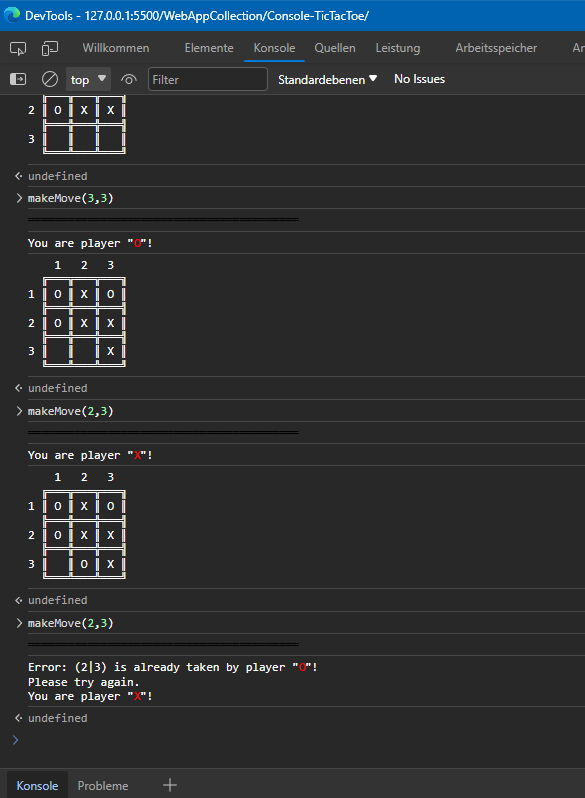 DevTools - 127.0.0.1:5500/WebAppCollection/Console-TicTacToe/
Willkommen Elemente Konsole Quellen Leistung Arbeitsspeicher An
top Filter Standardebenen No Issues
2 O X X
3
undefined
makeMove(3,3)
You are player "O"!
1 2 3
1 O X O
2 O X X
3 X
undefined
makeMove(2,3)
You are player "X"!
1 2 3
1 O X O
2 O X X
3 O X
undefined
makeMove(2,3)
Error: (2|3) is already taken by player "O"!
Please try again.
You are player "X"!
undefined
Konsole Probleme